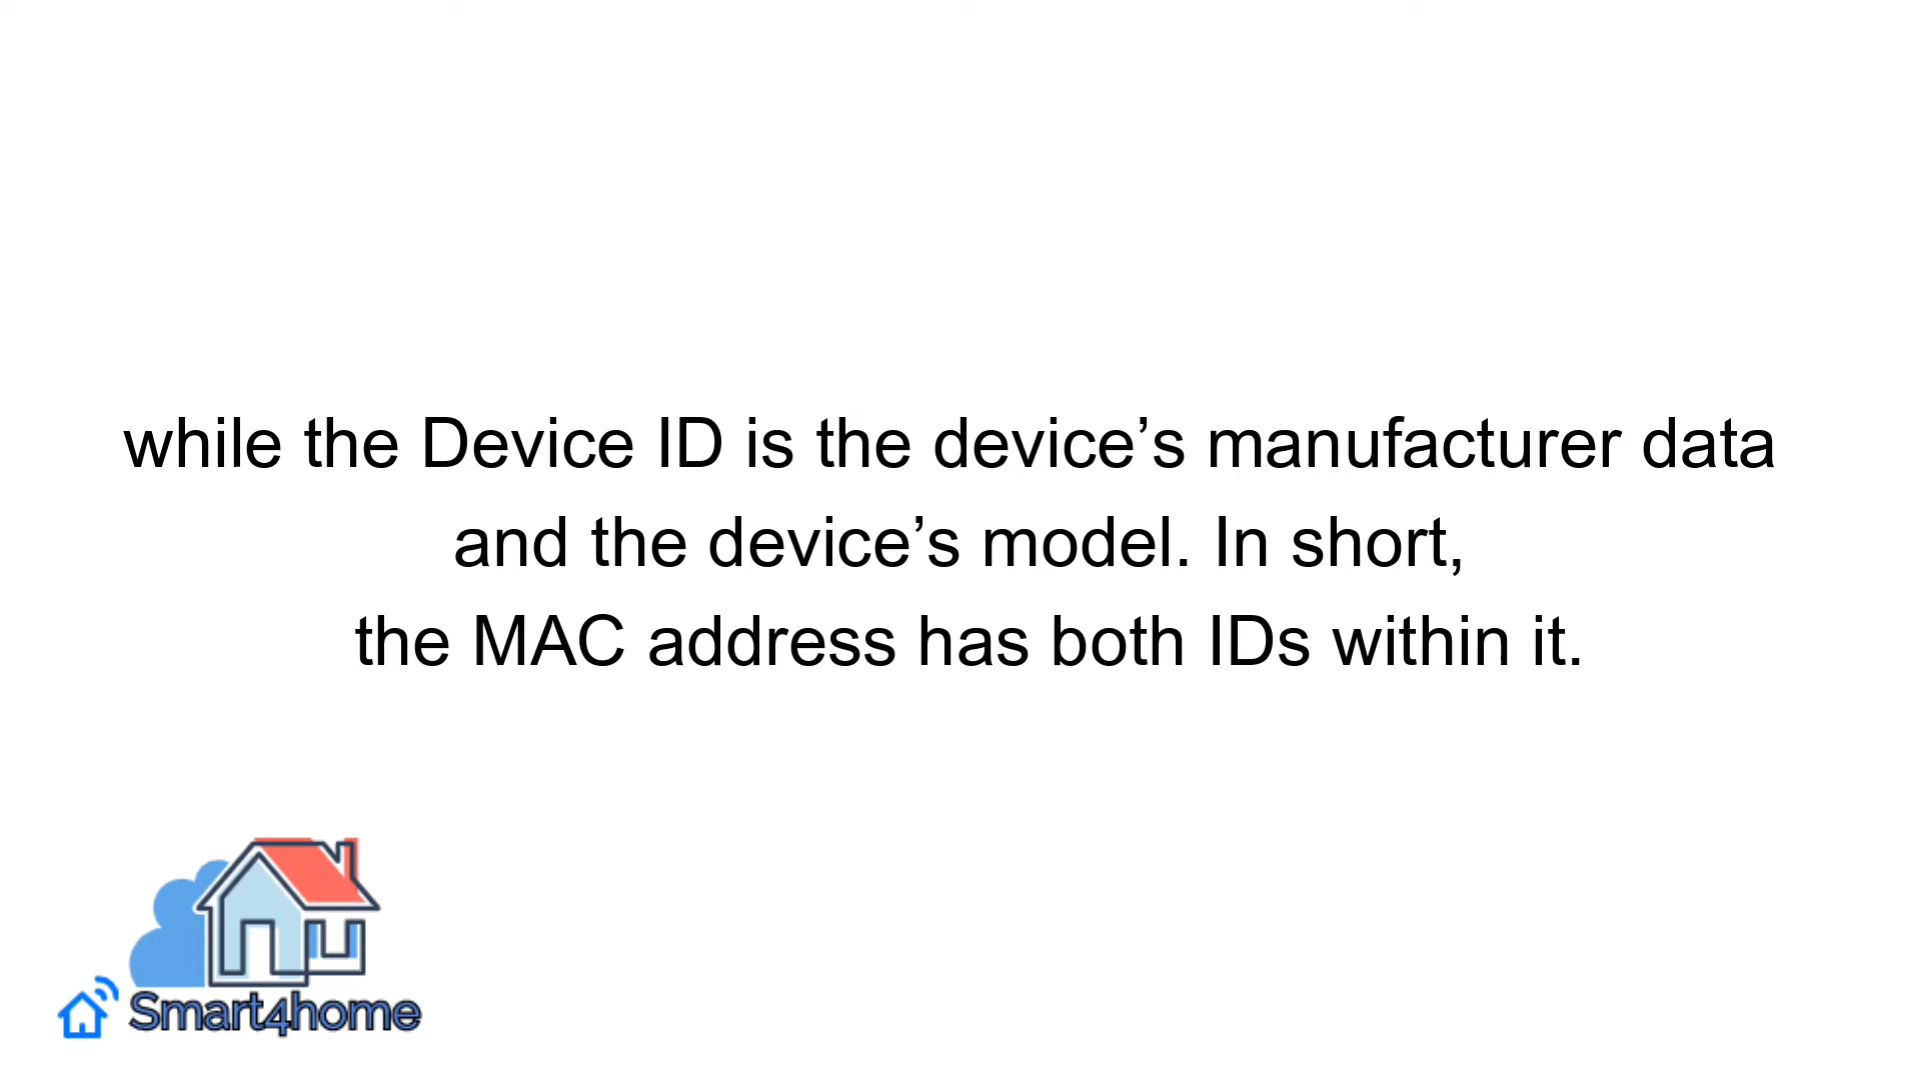 while the Device ID is the device’s manufacturer data
and the device’s model. In short,
the MAC address has both IDs within it.
Smart4home